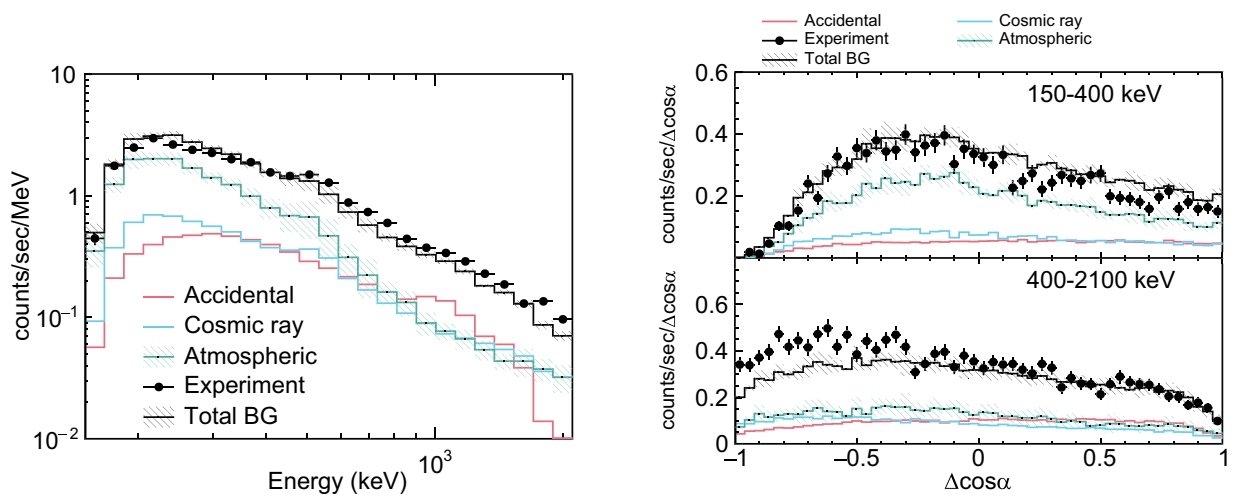 10
1
10−1
10−2
counts/sec/MeV
Accidental
Cosmic ray
Atmospheric
Experiment
Total BG
103
Energy (keV)
Accidental
Cosmic ray
Experiment
Atmospheric
Total BG
0.6
0.4
0.2
counts/sec/Δcosα
150-400 keV
0.6
0.4
0.2
0
counts/sec/Δcosα
400-2100 keV
−1
−0.5
0
0.5
1
Δcosα